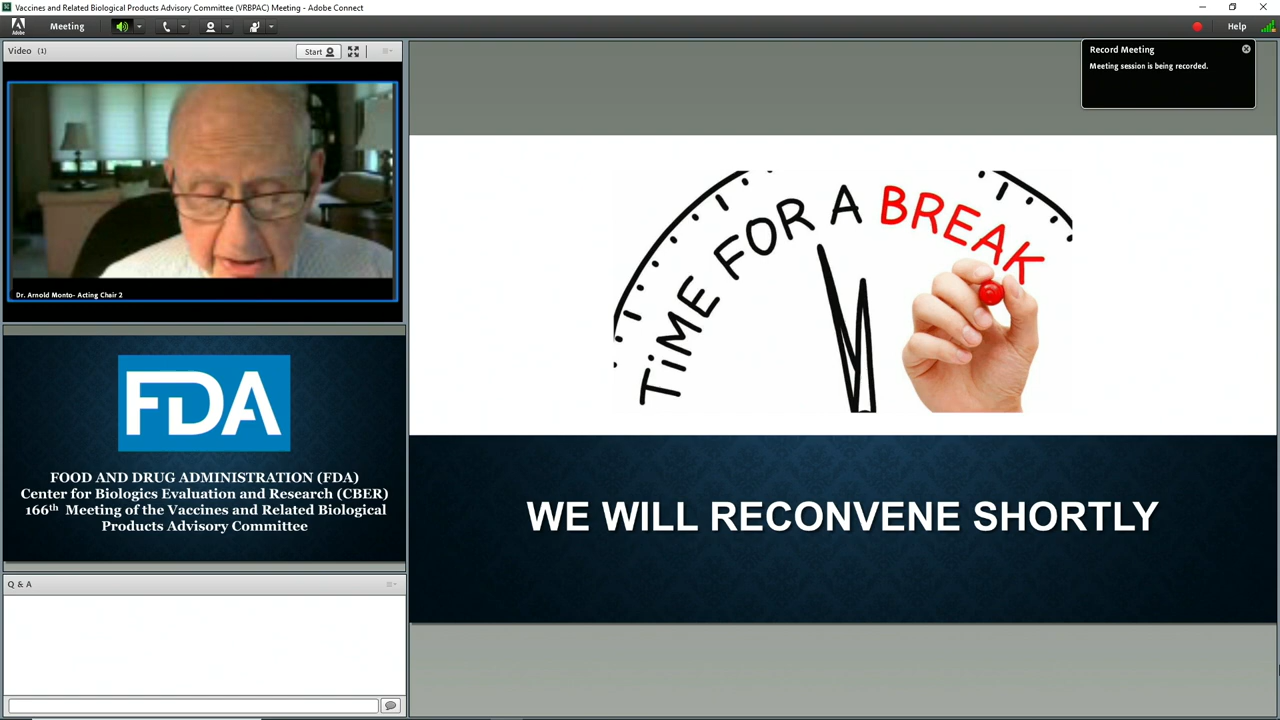 Vaccines and Related Biological Products Advisory Committee (VRBPAC) Meeting - Adobe Connect
Adobe
Meeting
Help
Video (1)
Start
Record Meeting
Meeting session is being recorded.
Dr. Arnold Monto- Acting Chair 2
TiME FOR A BREAK
FDA
FOOD AND DRUG ADMINISTRATION (FDA)
Center for Biologics Evaluation and Research (CBER)
166th Meeting of the Vaccines and Related Biological
Products Advisory Committee
WE WILL RECONVENE SHORTLY
Q & A